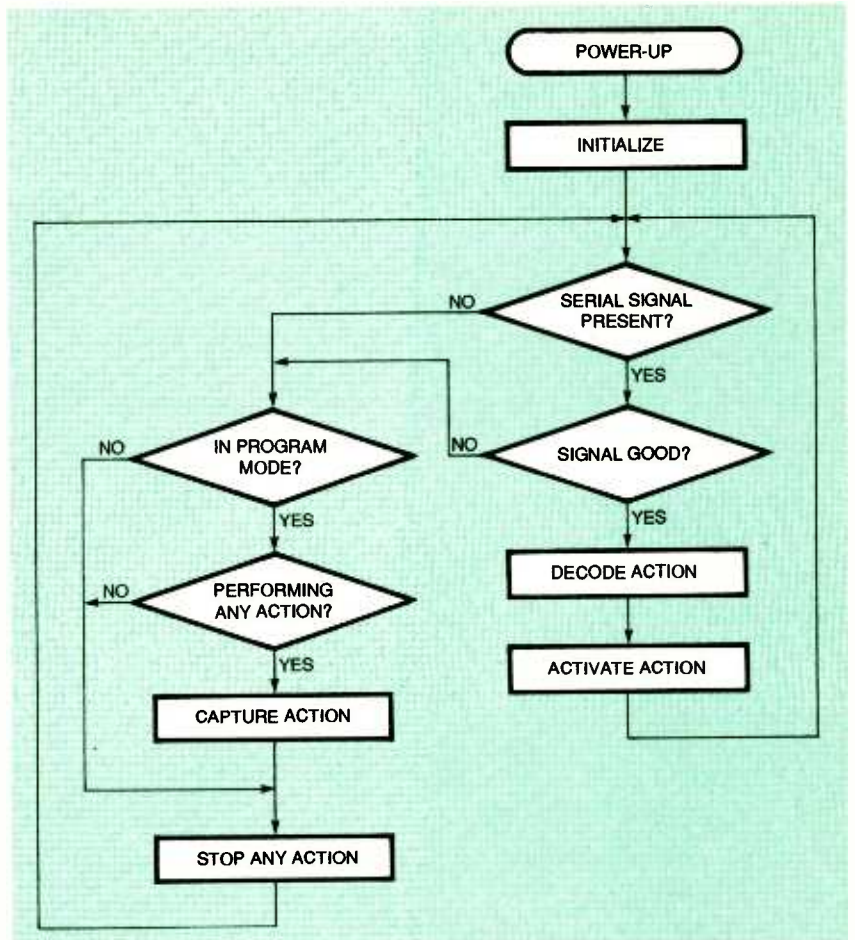 POWER-UP
INITIALIZE
SERIAL SIGNAL
PRESENT?
NO
YES
IN PROGRAM
MODE?
NO
YES
SIGNAL GOOD?
NO
YES
PERFORMING
ANY ACTION?
NO
YES
DECODE ACTION
ACTIVATE ACTION
CAPTURE ACTION
STOP ANY ACTION